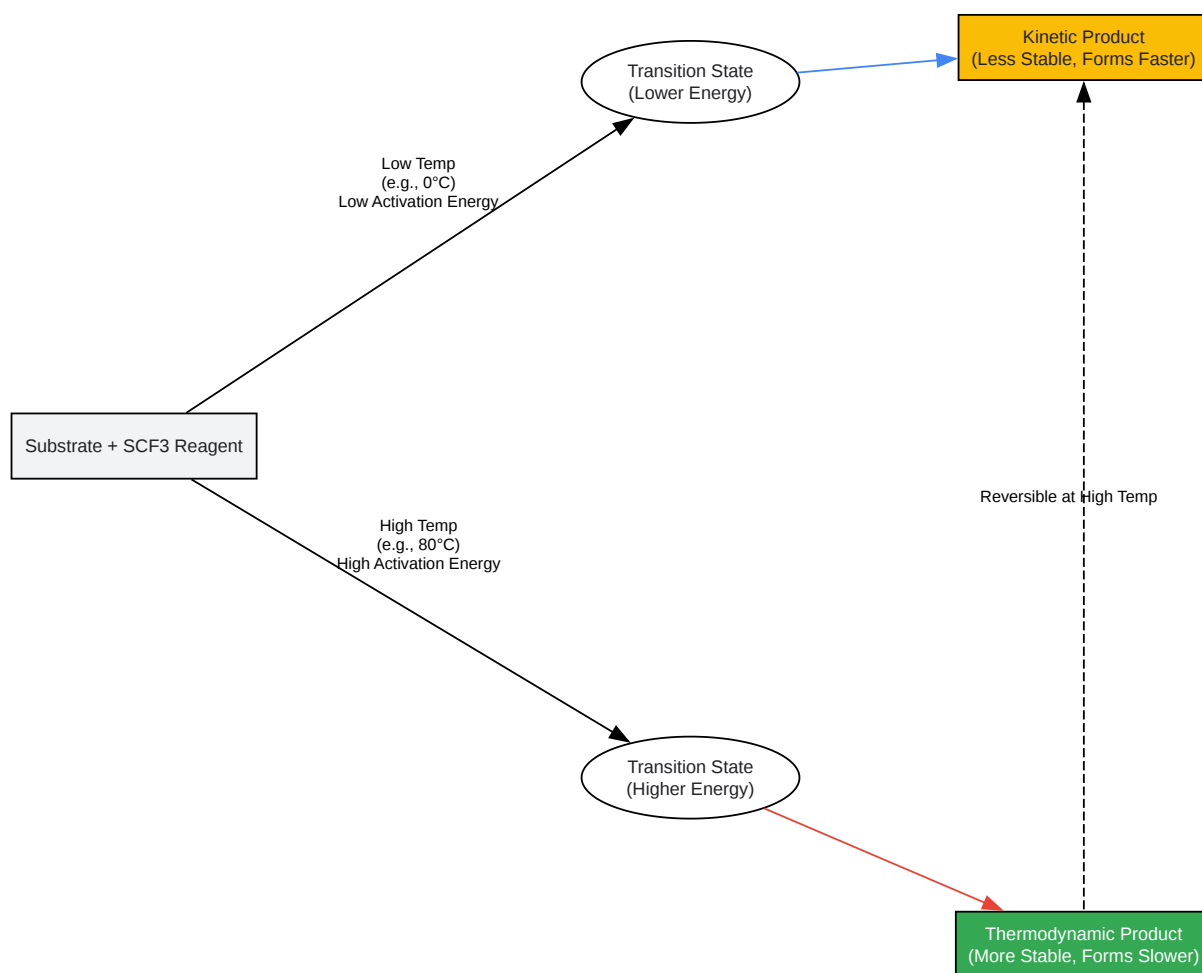 Kinetic Product
(Less Stable, Forms Faster)
Transition State
(Lower Energy)
Low Temp
(e.g., 0°C)
Low Activation Energy
Substrate + SCF3 Reagent
Reversible at High Temp
High Temp
(e.g., 80°C)
High Activation Energy
Transition State
(Higher Energy)
Thermodynamic Product
(More Stable, Forms Slower)